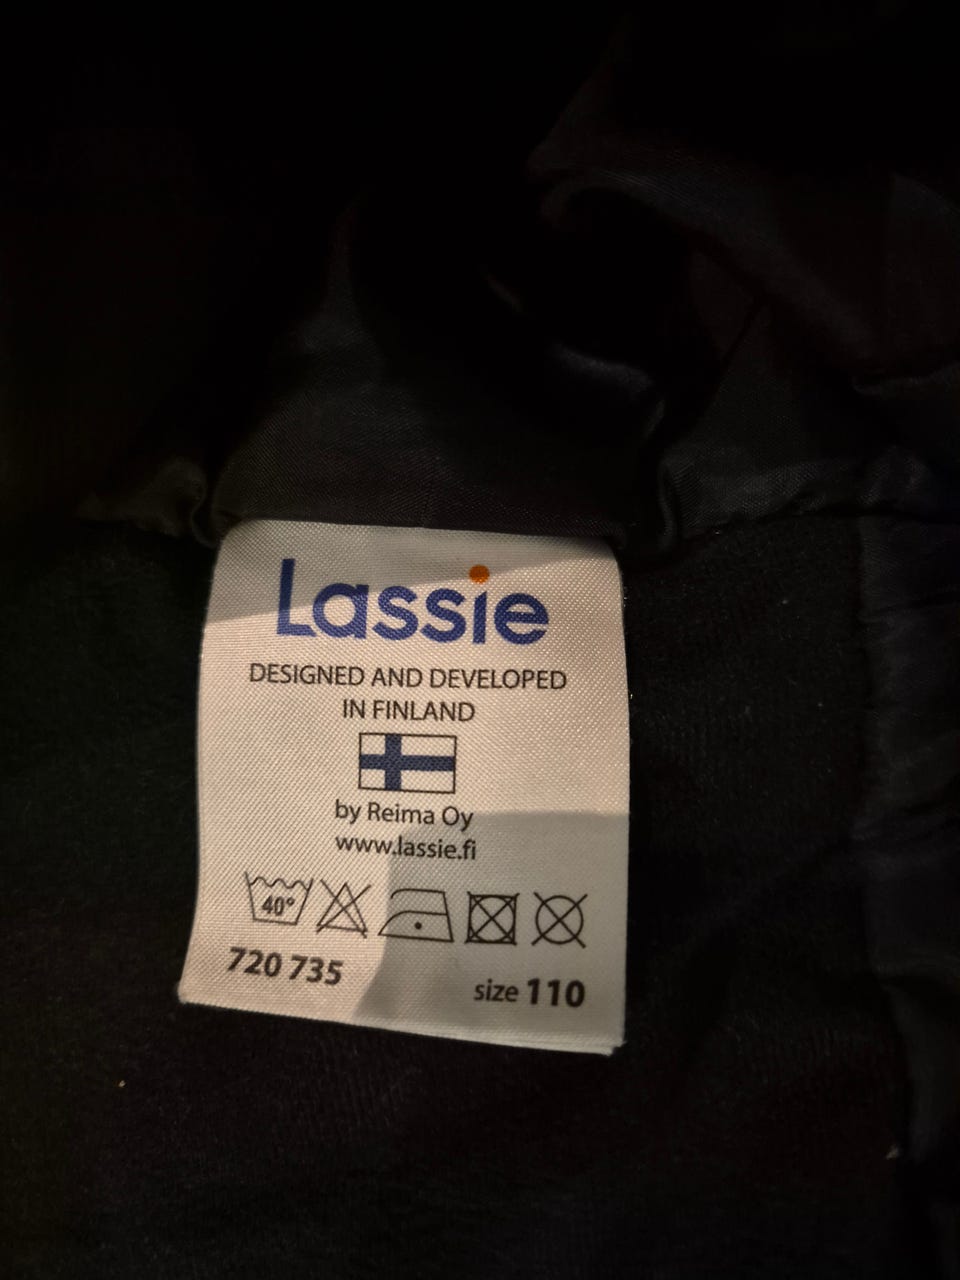 Lassie
DESIGNED AND DEVELOPED
IN FINLAND
by Reima Oy
www.lassie.fi
40°
720 735
size 110